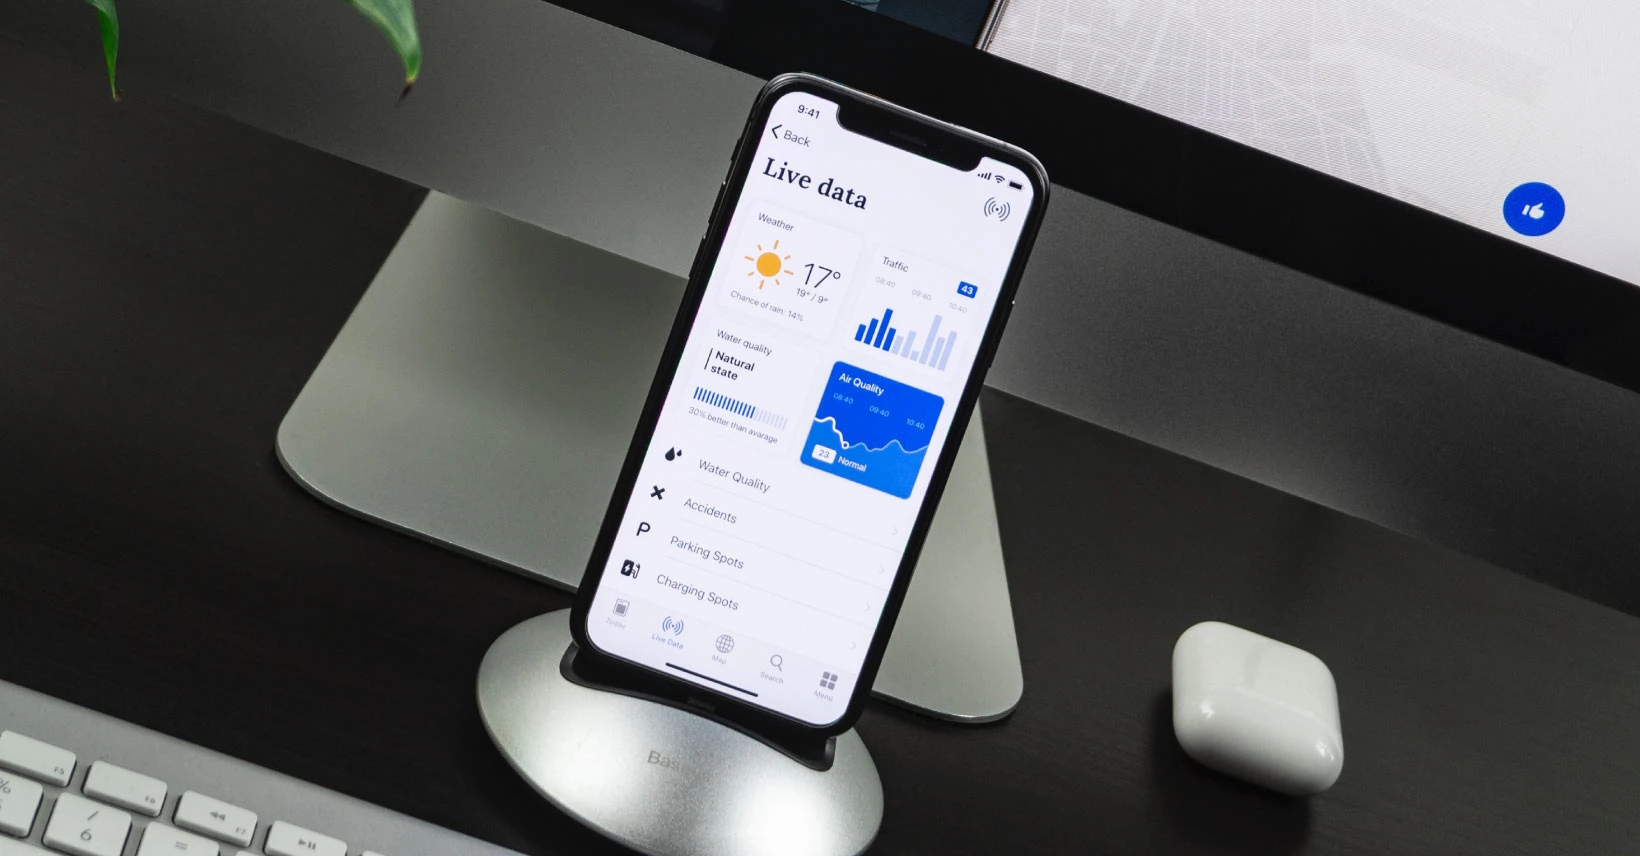 9:41
Back
Live data
Weather
17°
19° / 9°
Chance of rain: 14%
Traffic
43
08:40 09:40 10:40
Water quality
Natural
state
30% better than avarage
Air Quality
08:40 09:40 10:40
23 Normal
Water Quality
Accidents
P
Parking Spots
Charging Spots
Today
Live Data
Map
Search
Menu
F5
F6
F7
%
/
6
=